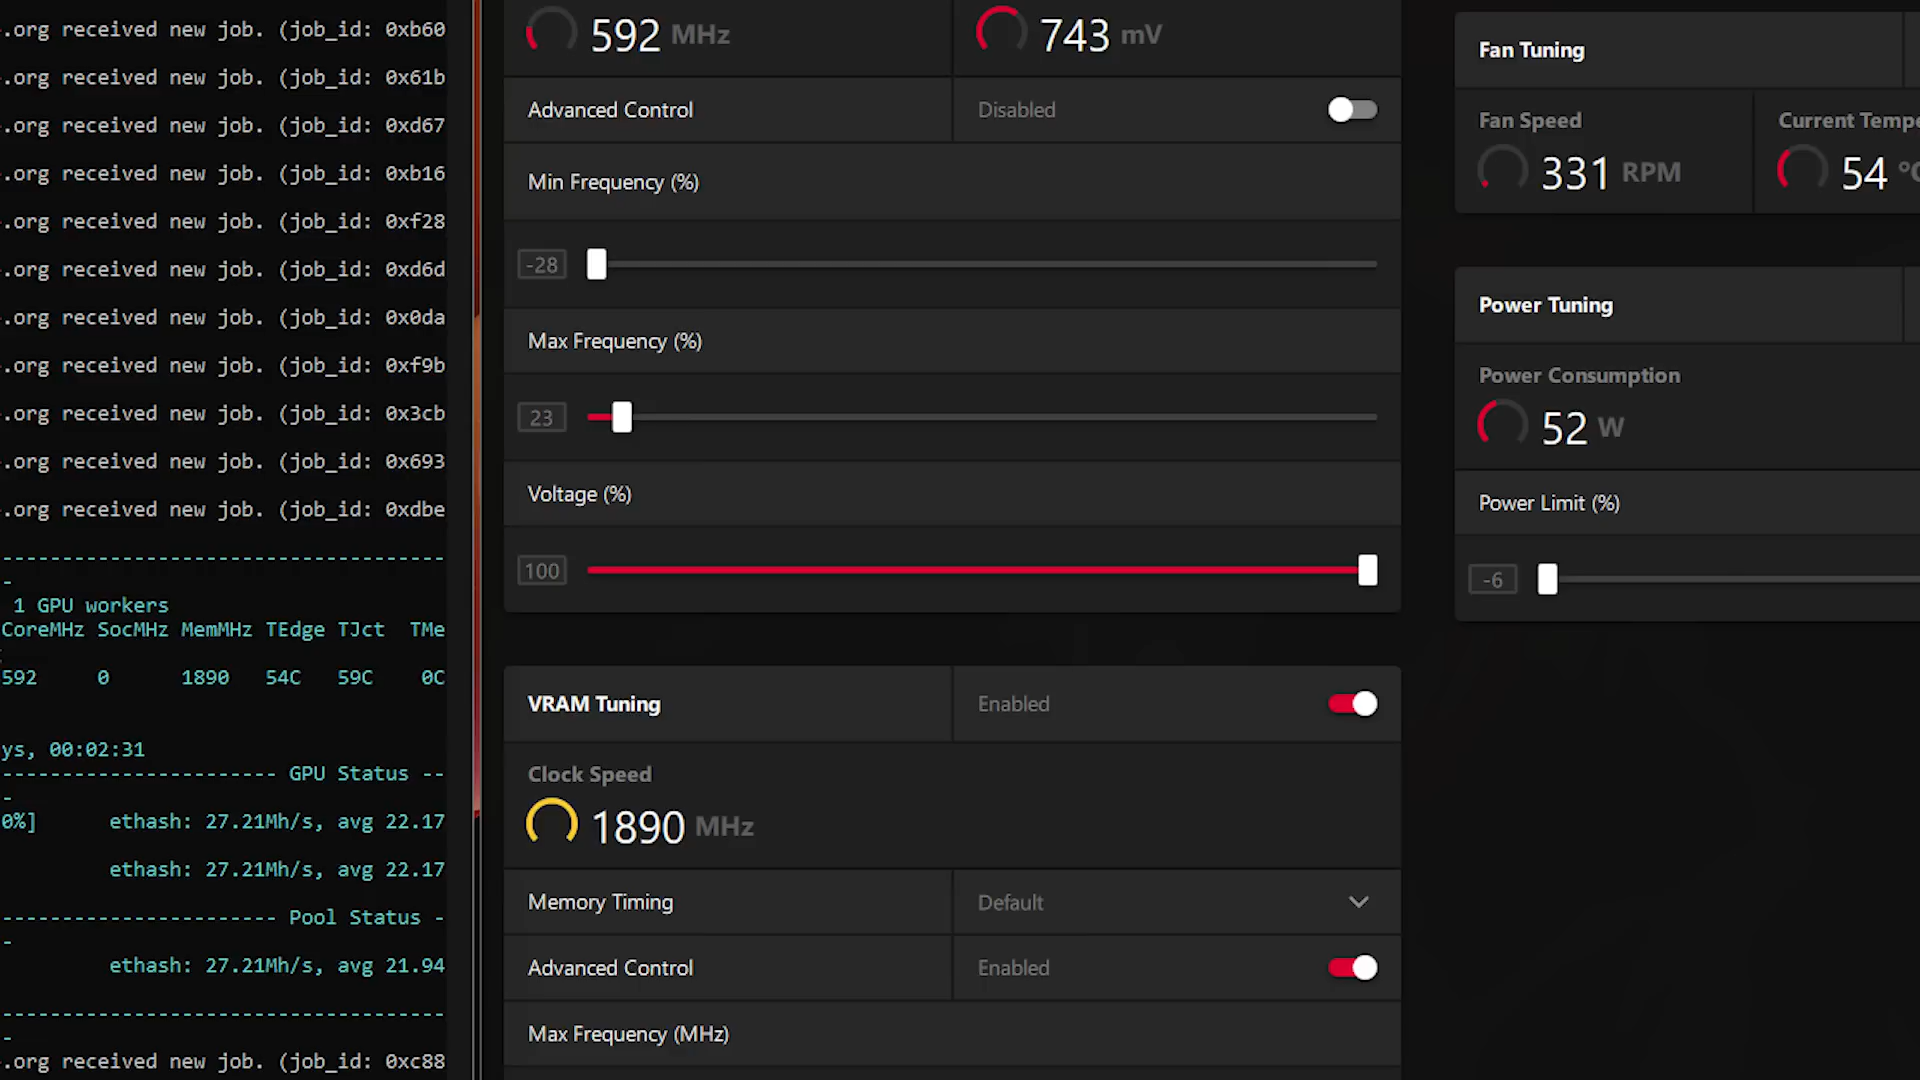 .org received new job. (job_id: 0xb60
.org received new job. (job_id: 0x61b
.org received new job. (job_id: 0xd67
.org received new job. (job_id: 0xb16
.org received new job. (job_id: 0xf28
.org received new job. (job_id: 0xd6d
.org received new job. (job_id: 0x0da
.org received new job. (job_id: 0xf9b
.org received new job. (job_id: 0x3cb
.org received new job. (job_id: 0x693
.org received new job. (job_id: 0xdbe
-------------------------------------
-
1 GPU workers
CoreMHz SocMHz MemMHz TEdge TJct TMe
592 0 1890 54C 59C 0C
ys, 00:02:31
----------------------- GPU Status --
-
0%] ethash: 27.21Mh/s, avg 22.17
ethash: 27.21Mh/s, avg 22.17
----------------------- Pool Status -
-
ethash: 27.21Mh/s, avg 21.94
-------------------------------------
-
.org received new job. (job_id: 0xc88
592 MHz
743 mV
Advanced Control
Disabled
Min Frequency (%)
-28
Max Frequency (%)
23
Voltage (%)
100
VRAM Tuning
Enabled
Clock Speed
1890 MHz
Memory Timing
Default
Advanced Control
Enabled
Max Frequency (MHz)
Fan Tuning
Fan Speed
331 RPM
Current Tempe
54 °C
Power Tuning
Power Consumption
52 W
Power Limit (%)
-6